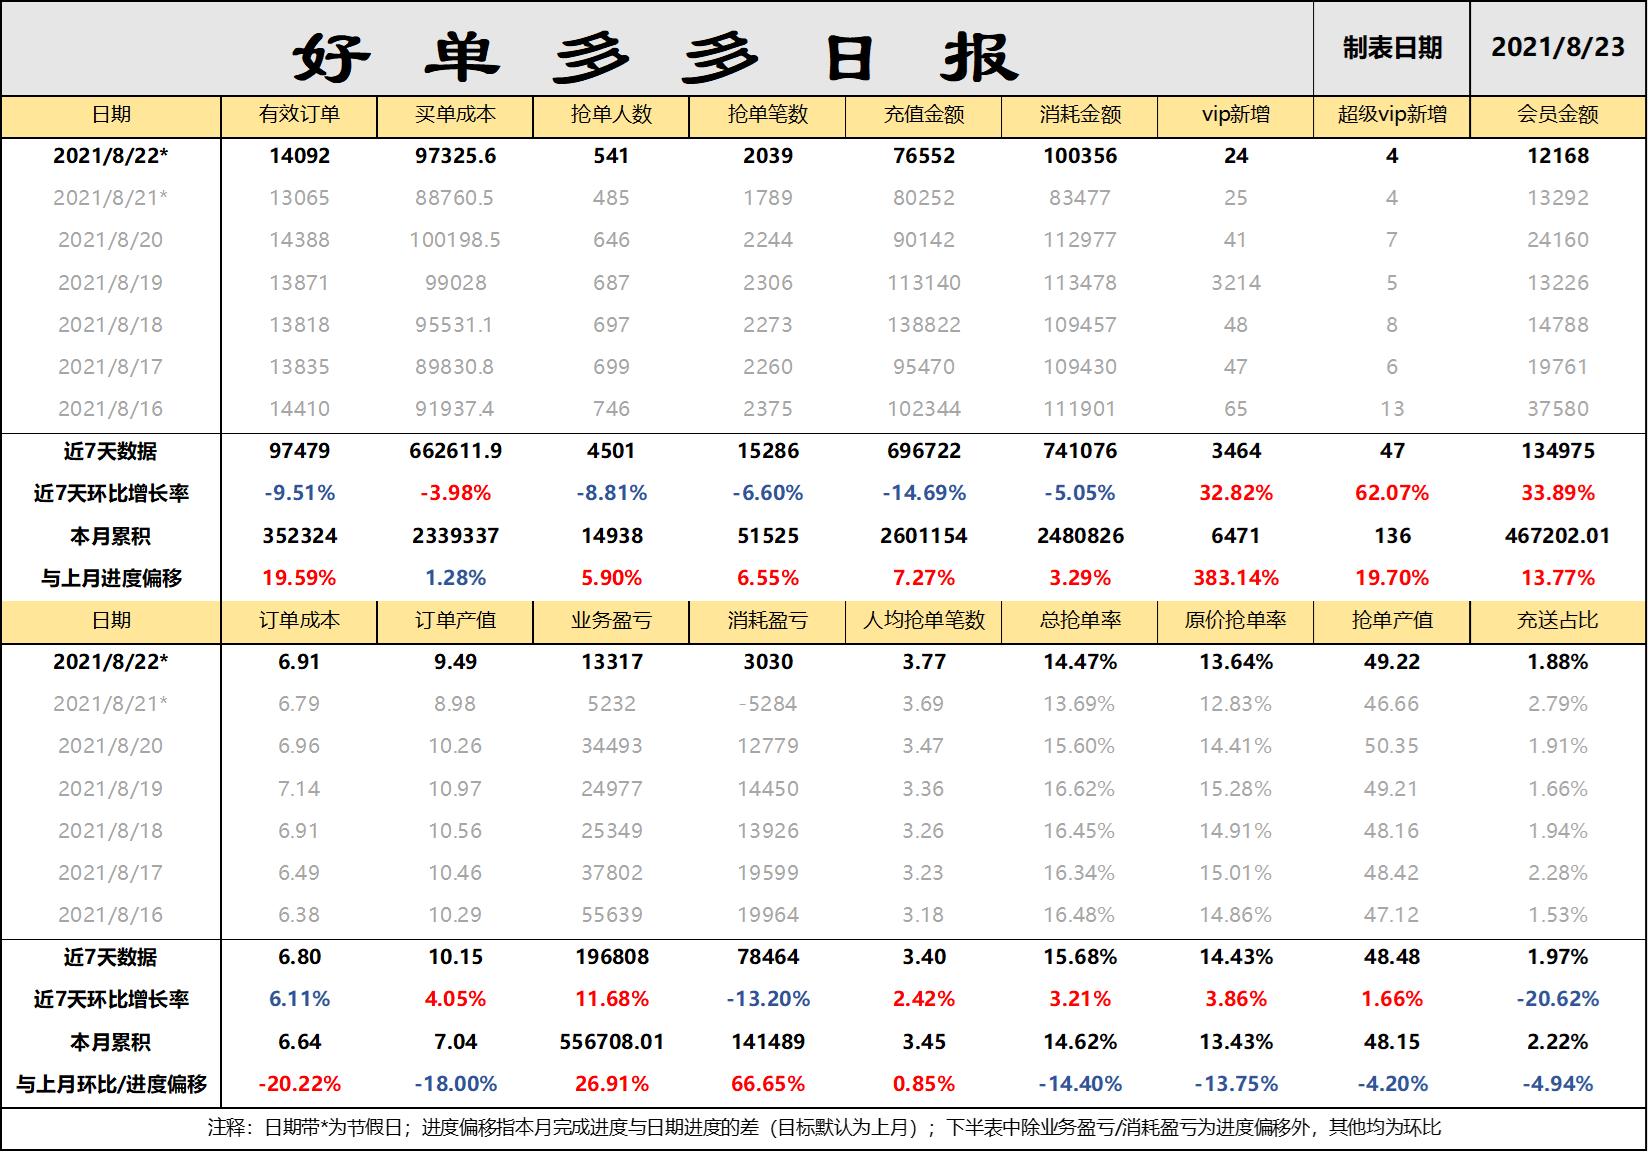 好单多多日报 制表日期 2021/8/23
日期 有效订单 买单成本 抢单人数 抢单笔数 充值金额 消耗金额 vip新增 超级vip新增 会员金额
2021/8/22* 14092 97325.6 541 2039 76552 100356 24 4 12168
2021/8/21* 13065 88760.5 485 1789 80252 83477 25 4 13292
2021/8/20 14388 100198.5 646 2244 90142 112977 41 7 24160
2021/8/19 13871 99028 687 2306 113140 113478 3214 5 13226
2021/8/18 13818 95531.1 697 2273 138822 109457 48 8 14788
2021/8/17 13835 89830.8 699 2260 95470 109430 47 6 19761
2021/8/16 14410 91937.4 746 2375 102344 111901 65 13 37580
近7天数据 97479 662611.9 4501 15286 696722 741076 3464 47 134975
近7天环比增长率 -9.51% -3.98% -8.81% -6.60% -14.69% -5.05% 32.82% 62.07% 33.89%
本月累积 352324 2339337 14938 51525 2601154 2480826 6471 136 467202.01
与上月进度偏移 19.59% 1.28% 5.90% 6.55% 7.27% 3.29% 383.14% 19.70% 13.77%
日期 订单成本 订单产值 业务盈亏 消耗盈亏 人均抢单笔数 总抢单率 原价抢单率 抢单产值 充送占比
2021/8/22* 6.91 9.49 13317 3030 3.77 14.47% 13.64% 49.22 1.88%
2021/8/21* 6.79 8.98 5232 -5284 3.69 13.69% 12.83% 46.66 2.79%
2021/8/20 6.96 10.26 34493 12779 3.47 15.60% 14.41% 50.35 1.91%
2021/8/19 7.14 10.97 24977 14450 3.36 16.62% 15.28% 49.21 1.66%
2021/8/18 6.91 10.56 25349 13926 3.26 16.45% 14.91% 48.16 1.94%
2021/8/17 6.49 10.46 37802 19599 3.23 16.34% 15.01% 48.42 2.28%
2021/8/16 6.38 10.29 55639 19964 3.18 16.48% 14.86% 47.12 1.53%
近7天数据 6.80 10.15 196808 78464 3.40 15.68% 14.43% 48.48 1.97%
近7天环比增长率 6.11% 4.05% 11.68% -13.20% 2.42% 3.21% 3.86% 1.66% -20.62%
本月累积 6.64 7.04 556708.01 141489 3.45 14.62% 13.43% 48.15 2.22%
与上月环比/进度偏移 -20.22% -18.00% 26.91% 66.65% 0.85% -14.40% -13.75% -4.20% -4.94%
注释：日期带*为节假日；进度偏移指本月完成进度与日期进度的差（目标默认为上月）；下半表中除业务盈亏/消耗盈亏为进度偏移外，其他均为环比